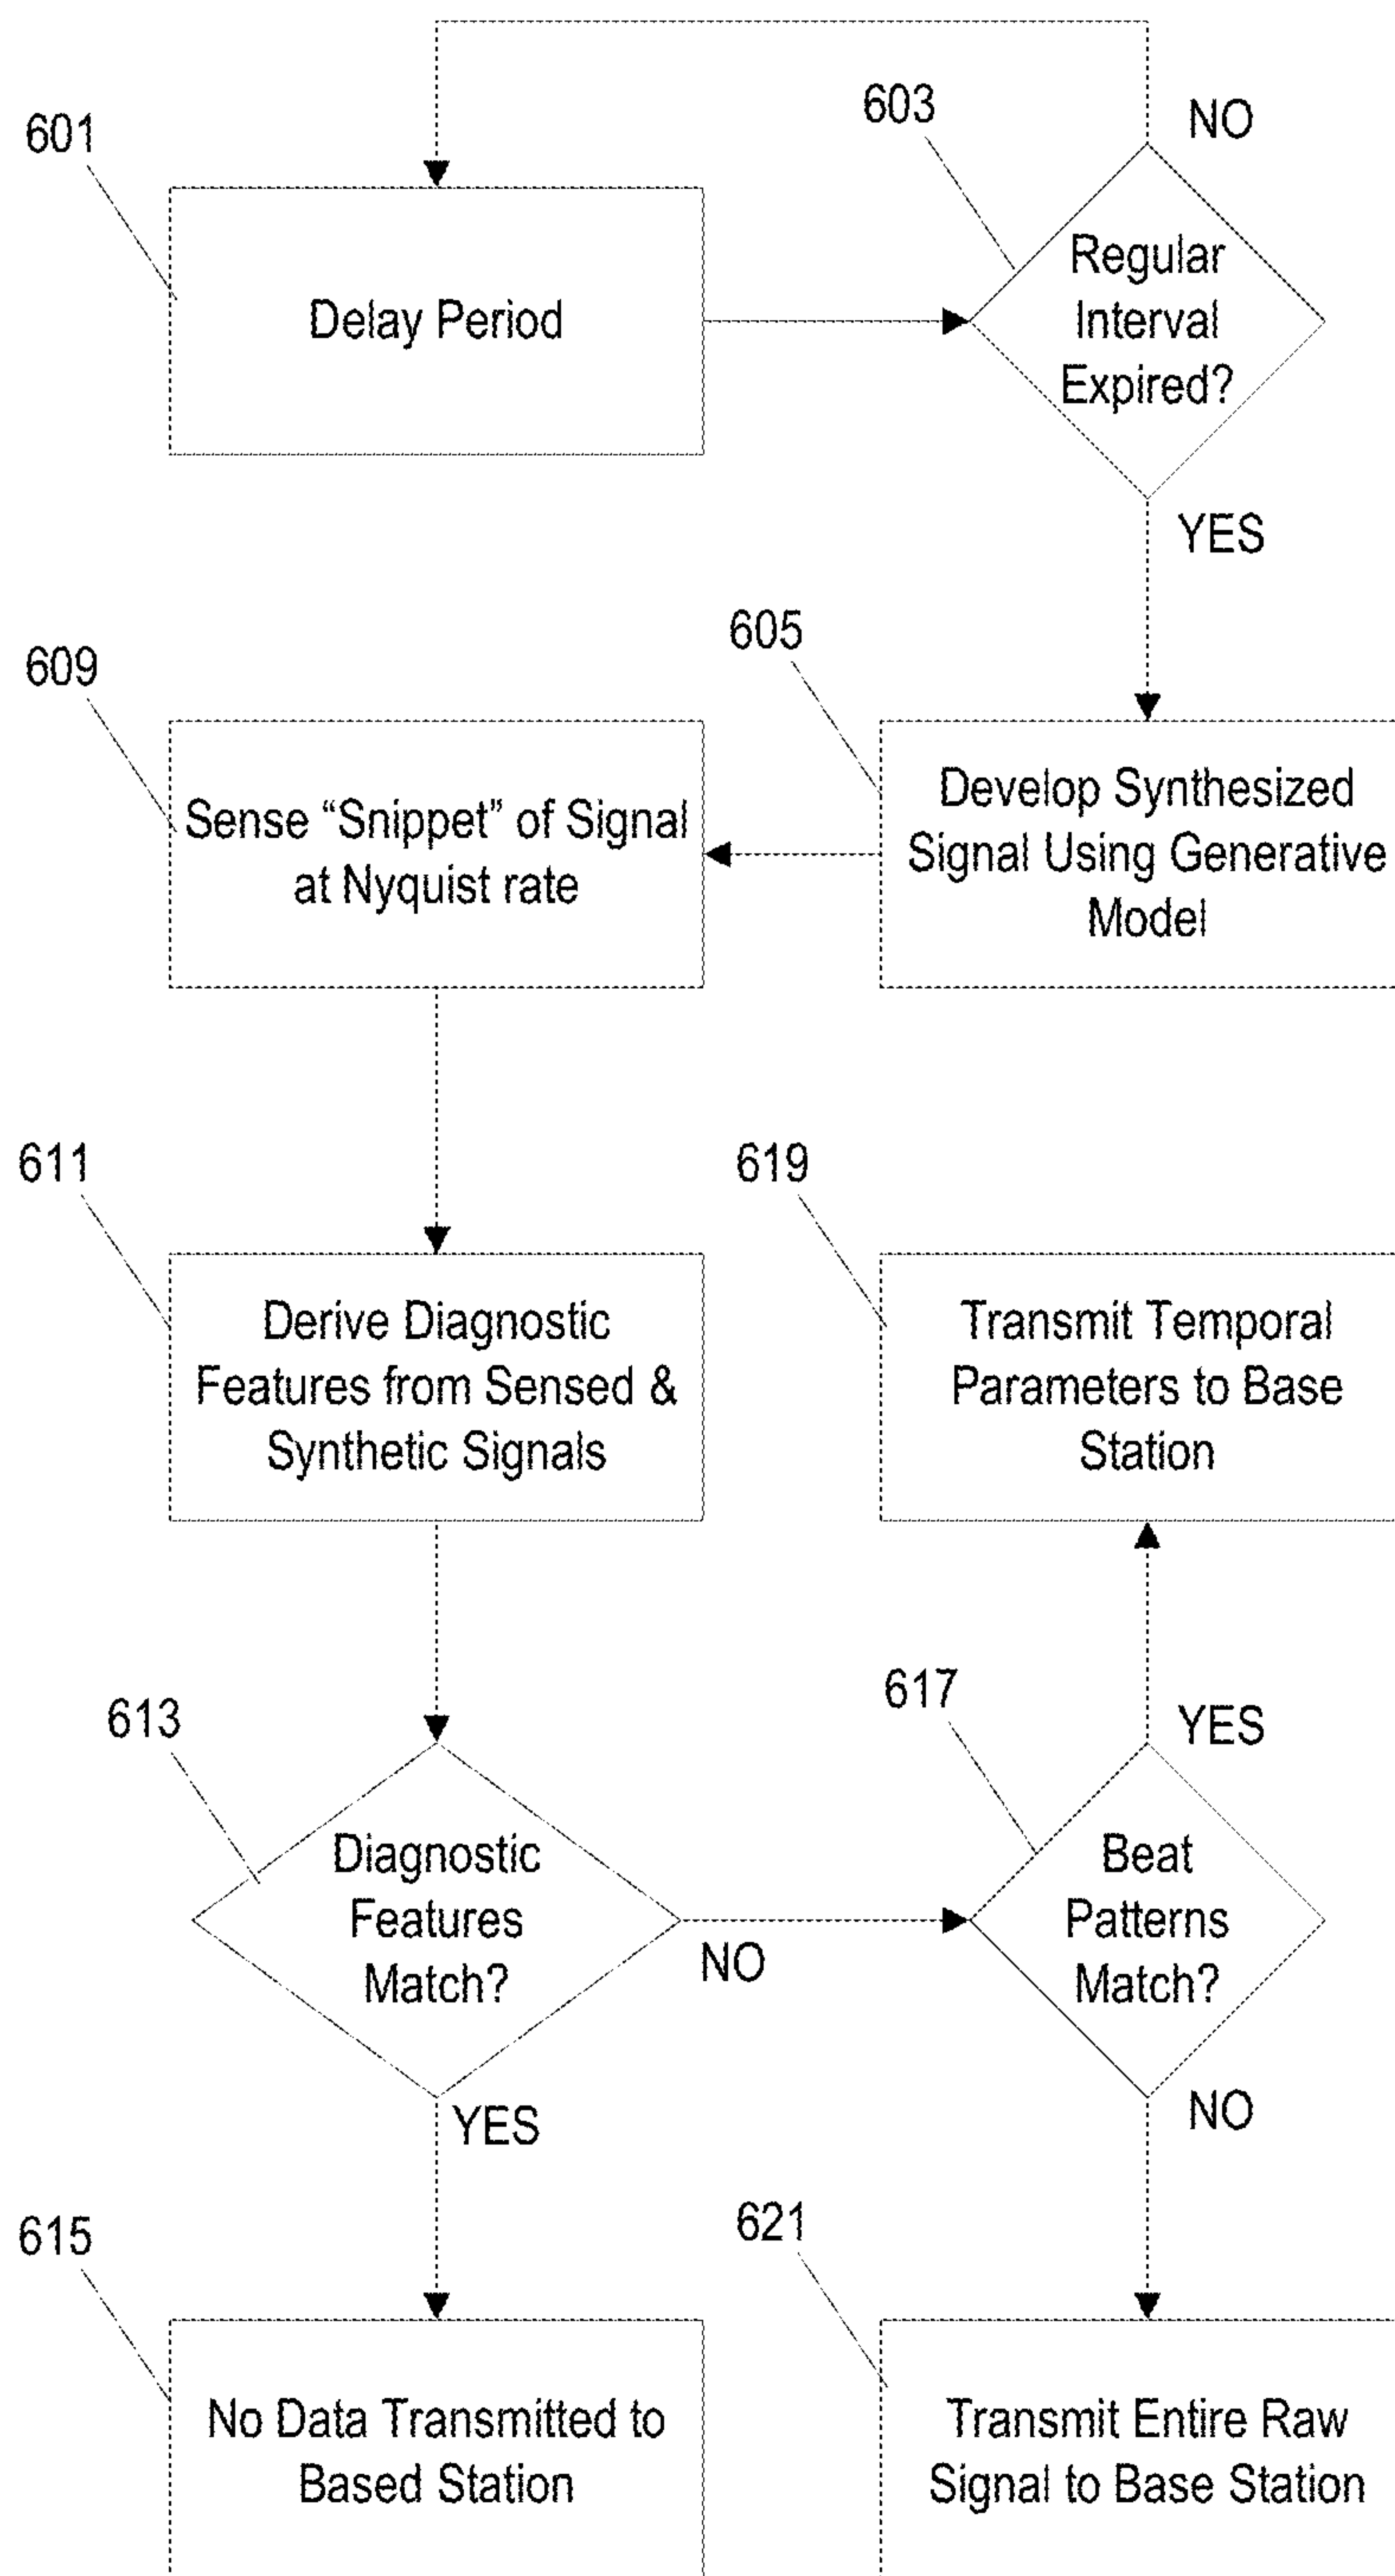 601
603
NO
Delay Period
Regular
Interval
Expired?
YES
609
605
Sense “Snippet” of Signal
at Nyquist rate
Develop Synthesized
Signal Using Generative
Model
611
619
Derive Diagnostic
Features from Sensed &
Synthetic Signals
Transmit Temporal
Parameters to Base
Station
613
617
YES
Diagnostic
Features
Match?
NO
Beat
Patterns
Match?
YES
NO
615
621
No Data Transmitted to
Based Station
Transmit Entire Raw
Signal to Base Station